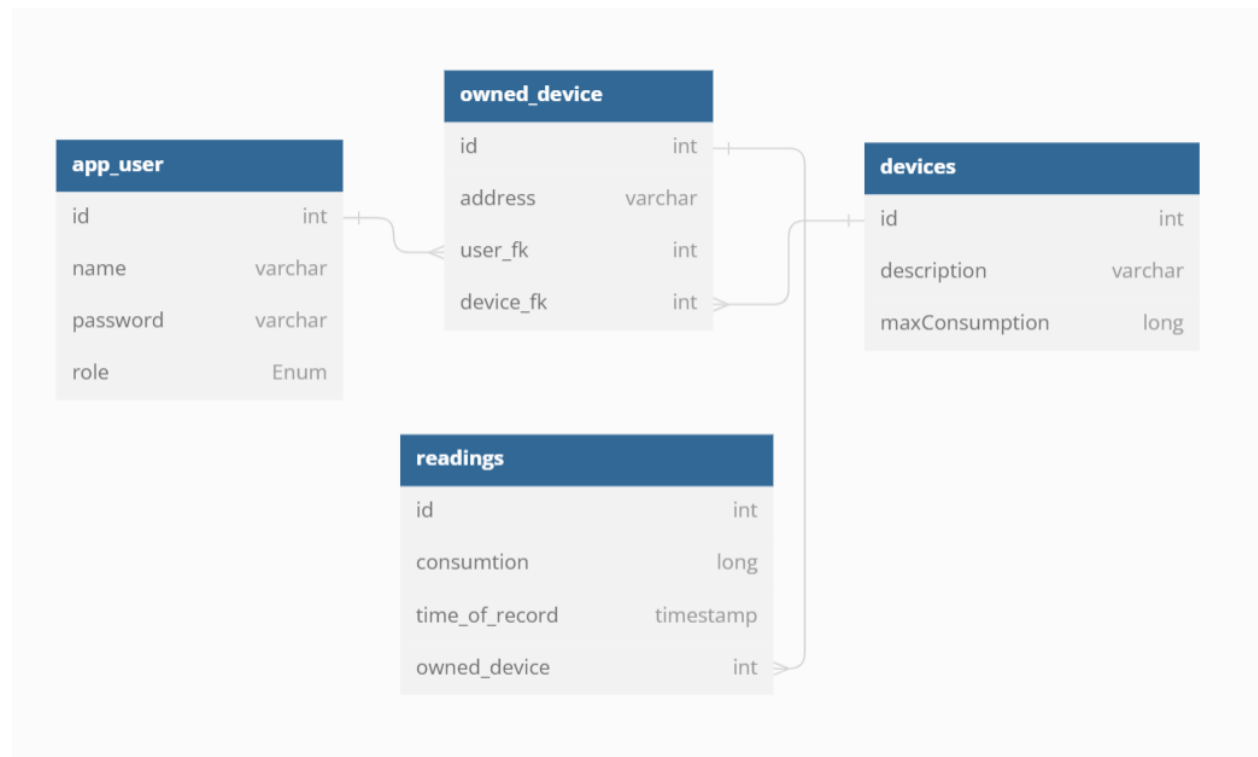 app_user
id int
name varchar
password varchar
role Enum
owned_device
id int
address varchar
user_fk int
device_fk int
devices
id int
description varchar
maxConsumption long
readings
id int
consumtion long
time_of_record timestamp
owned_device int